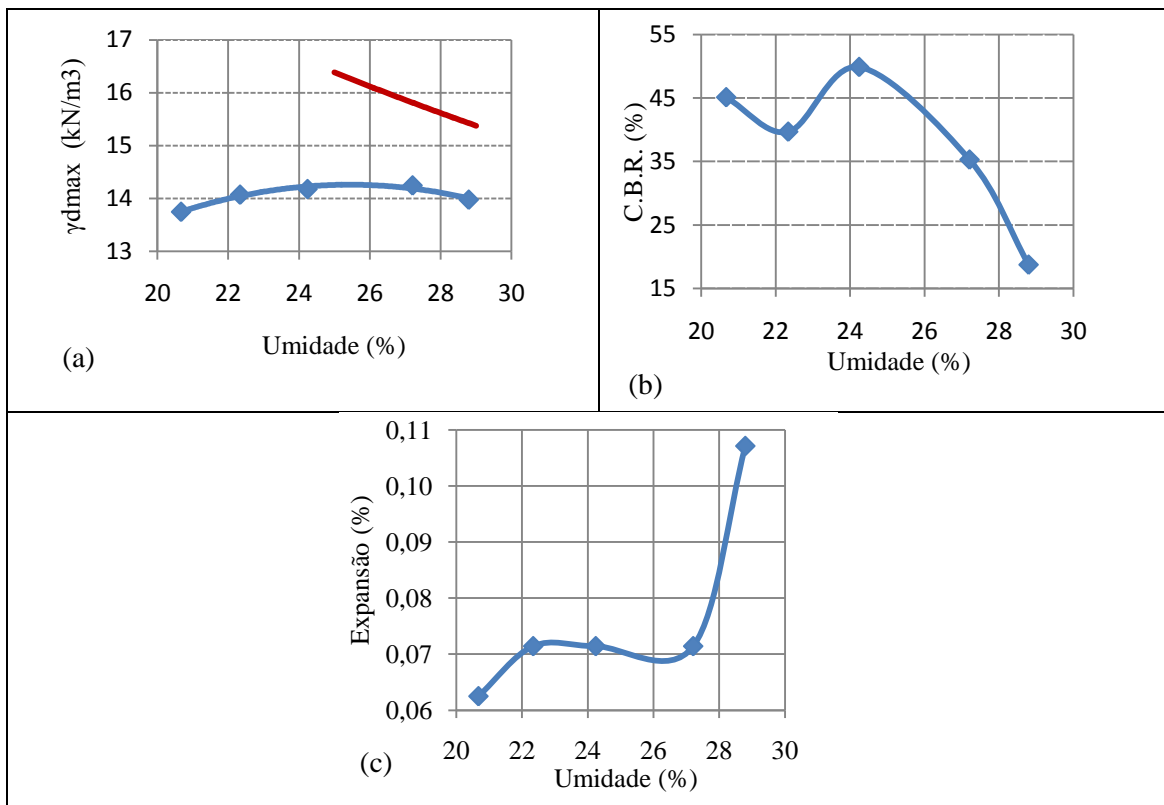 17
16
15
14
13
γdmax (kN/m3)
20 22 24 26 28 30
Umidade (%)
(a)
55
45
35
25
15
C.B.R. (%)
20 22 24 26 28 30
Umidade (%)
(b)
0,11
0,10
0,09
0,08
0,07
0,06
Expansão (%)
20 22 24 26 28 30
Umidade (%)
(c)